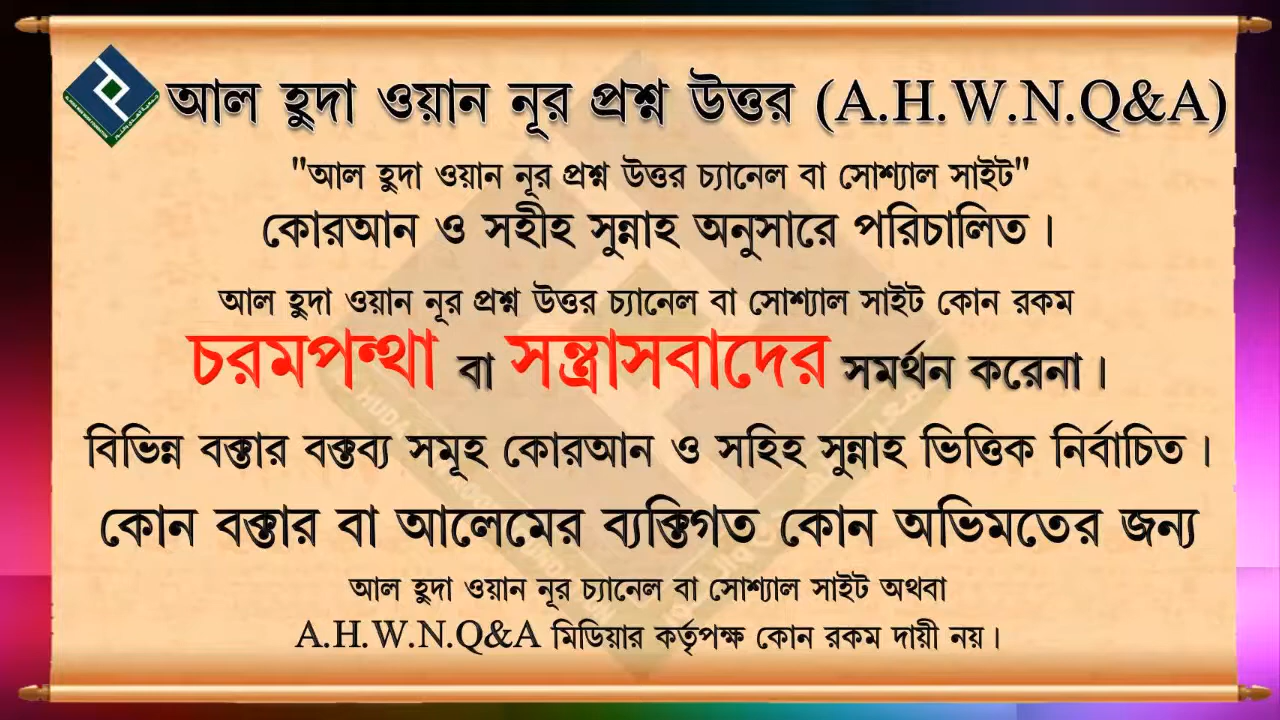 আল হুদা ওয়ান নূর প্রশ্ন উত্তর (A.H.W.N.Q&A)
"আল হুদা ওয়ান নূর প্রশ্ন উত্তর চ্যানেল বা সোশ্যাল সাইট"
কোরআন ও সহীহ সুন্নাহ অনুসারে পরিচালিত।
আল হুদা ওয়ান নূর প্রশ্ন উত্তর চ্যানেল বা সোশ্যাল সাইট কোন রকম
চরমপন্থা বা সন্ত্রাসবাদের সমর্থন করেনা।
বিভিন্ন বক্তার বক্তব্য সমূহ কোরআন ও সহিহ সুন্নাহ ভিত্তিক নির্বাচিত।
কোন বক্তার বা আলেমের ব্যক্তিগত কোন অভিমতের জন্য
আল হুদা ওয়ান নূর চ্যানেল বা সোশ্যাল সাইট অথবা
A.H.W.N.Q&A মিডিয়ার কর্তৃপক্ষ কোন রকম দায়ী নয়।